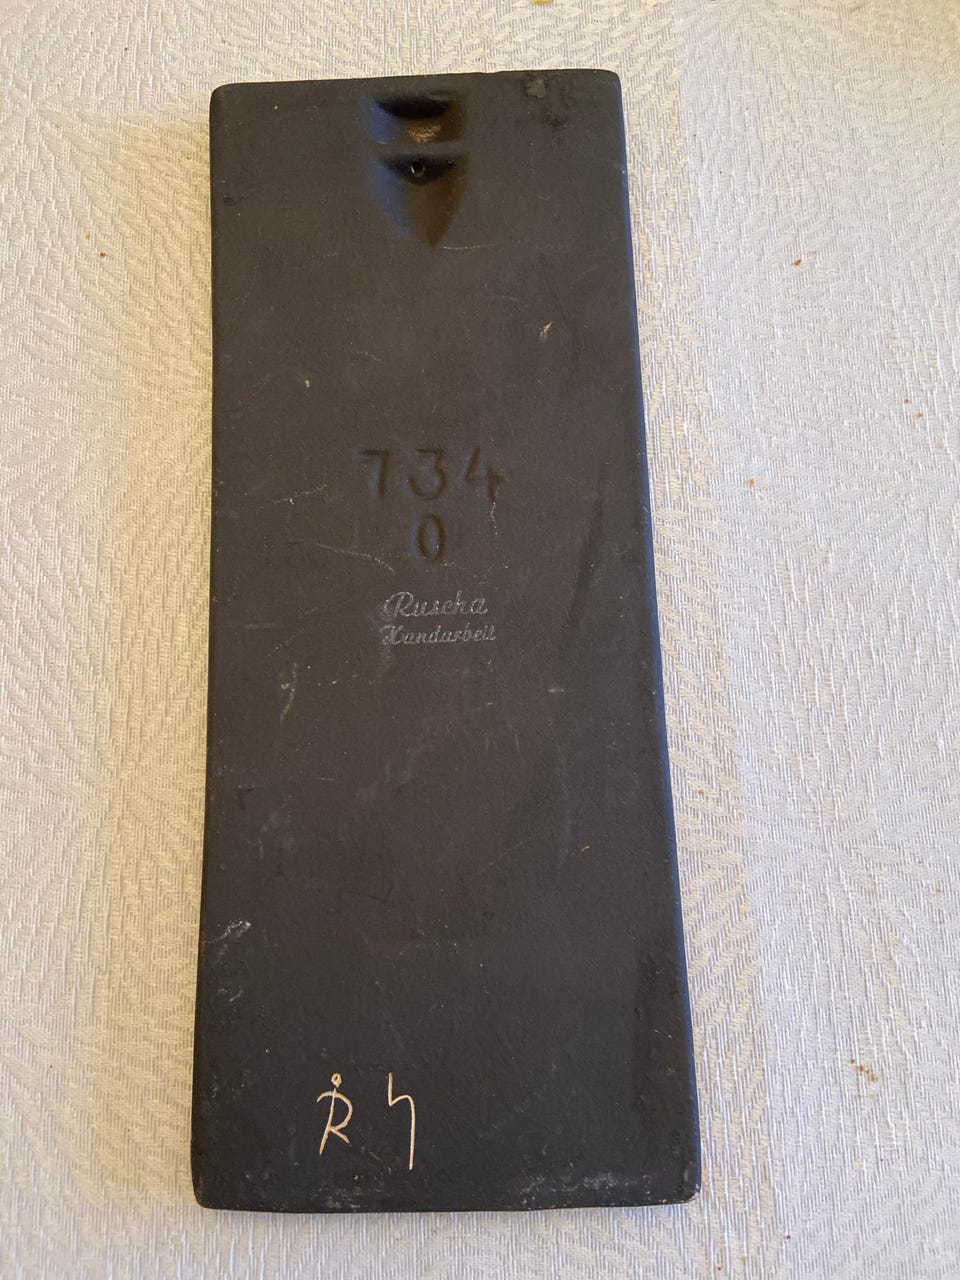 734
0
Ruscha
Handarbeit
R h